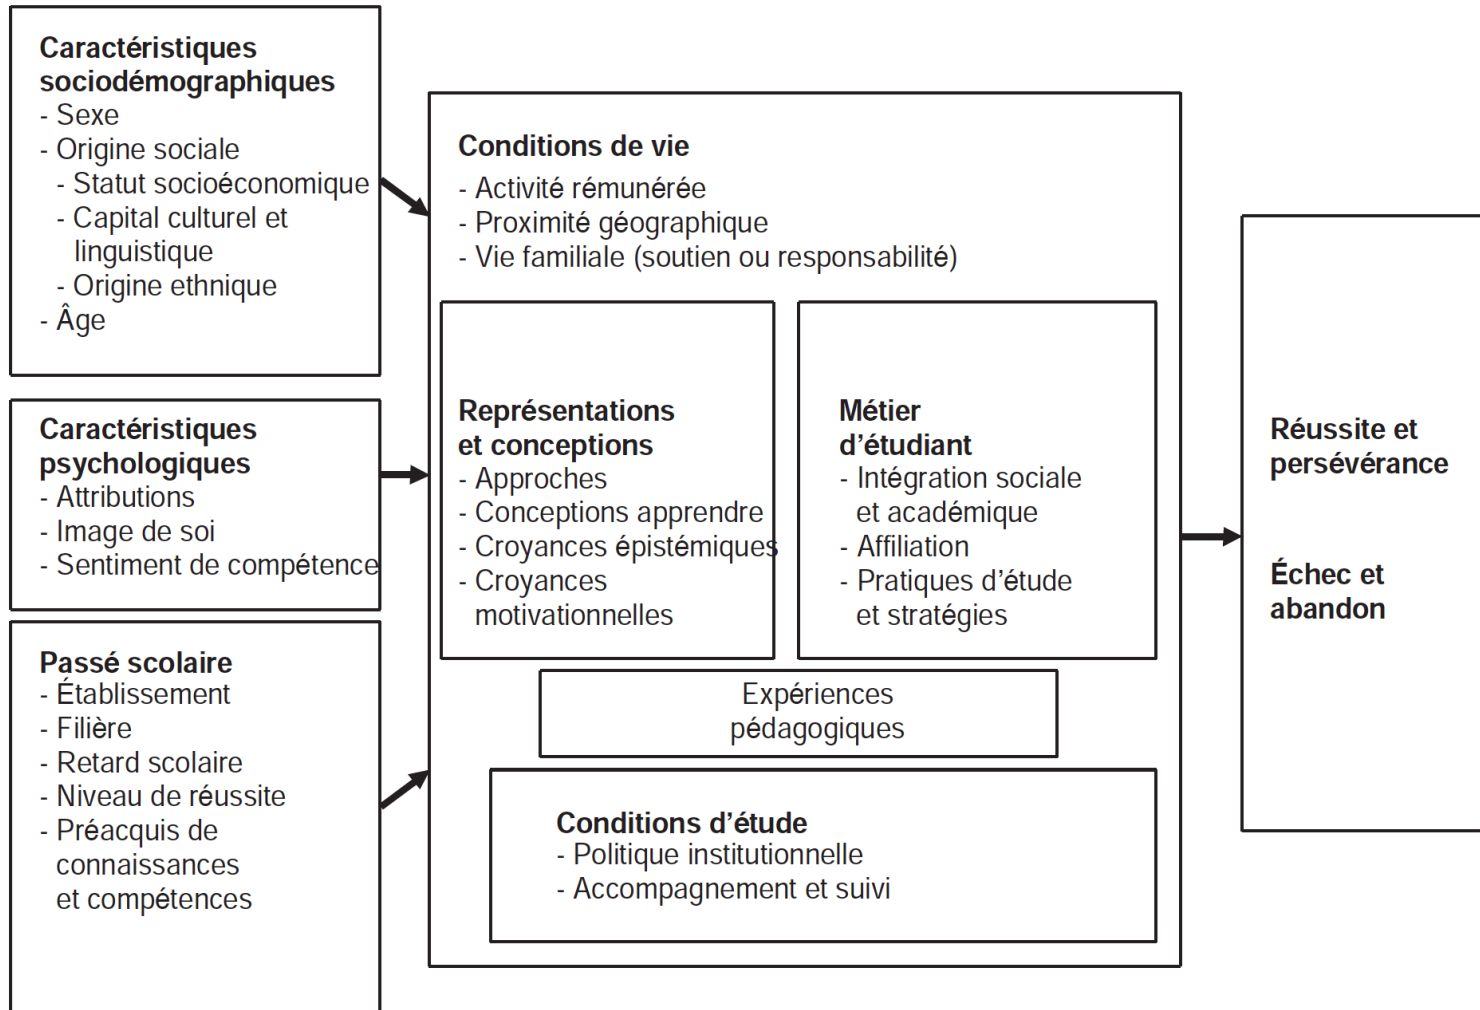 Caractéristiques
sociodémographiques
- Sexe
- Origine sociale
- Statut socioéconomique
- Capital culturel et
linguistique
- Origine ethnique
- Âge
Caractéristiques
psychologiques
- Attributions
- Image de soi
- Sentiment de compétence
Passé scolaire
- Établissement
- Filière
- Retard scolaire
- Niveau de réussite
- Préacquis de
connaissances
et compétences
Conditions de vie
- Activité rémunérée
- Proximité géographique
- Vie familiale (soutien ou responsabilité)
Représentations
et conceptions
- Approches
- Conceptions apprendre
- Croyances épistémiques
- Croyances
motivationnelles
Métier
d’étudiant
- Intégration sociale
et académique
- Affiliation
- Pratiques d’étude
et stratégies
Expériences
pédagogiques
Conditions d’étude
- Politique institutionnelle
- Accompagnement et suivi
Réussite et
persévérance
Échec et
abandon